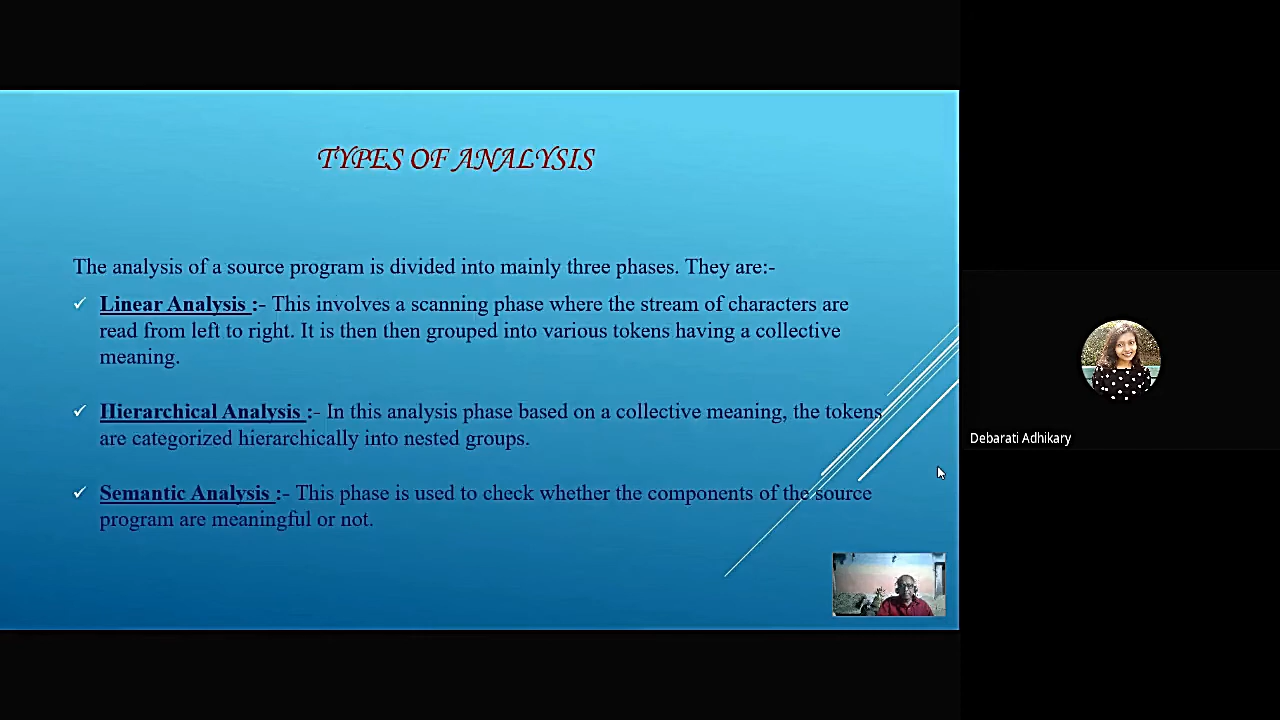 TYPES OF ANALYSIS
The analysis of a source program is divided into mainly three phases. They are:-
✓ Linear Analysis :- This involves a scanning phase where the stream of characters are
read from left to right. It is then then grouped into various tokens having a collective
meaning.
✓ Hierarchical Analysis :- In this analysis phase based on a collective meaning, the tokens
are categorized hierarchically into nested groups.
✓ Semantic Analysis :- This phase is used to check whether the components of the source
program are meaningful or not.
Debarati Adhikary